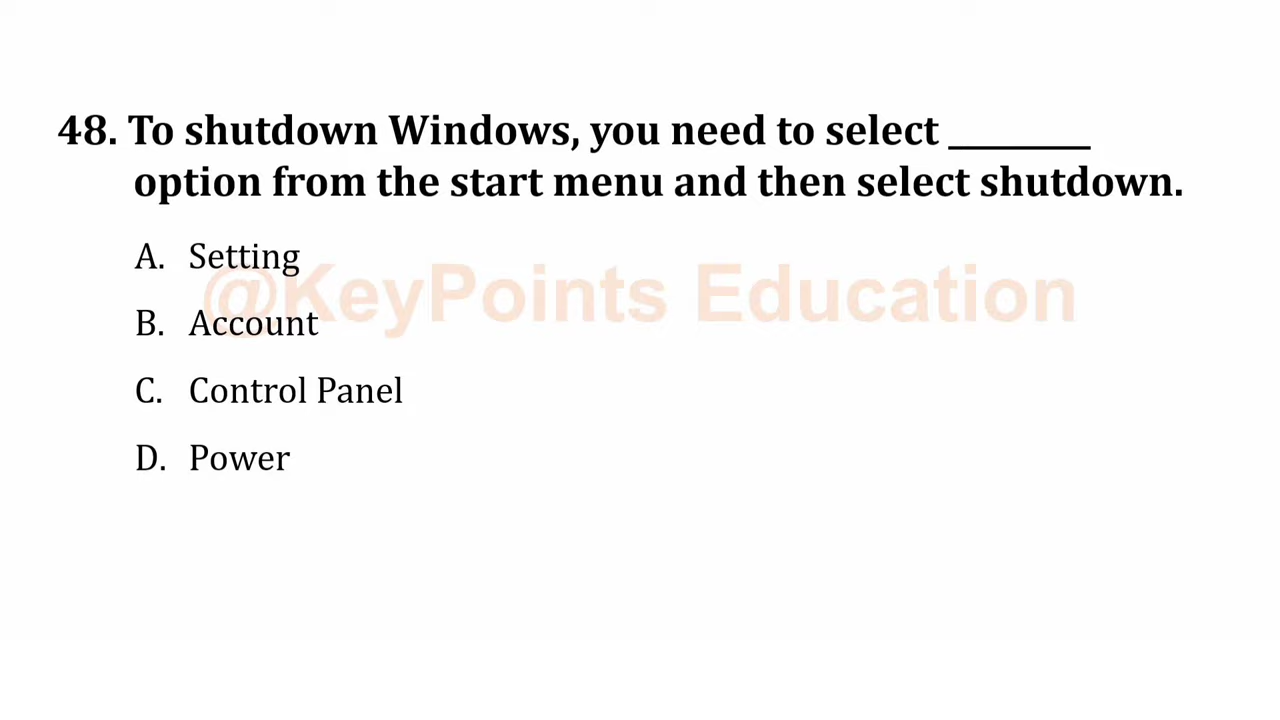 48. To shutdown Windows, you need to select ________
option from the start menu and then select shutdown.
A. Setting
@KeyPoints Education
B. Account
C. Control Panel
D. Power